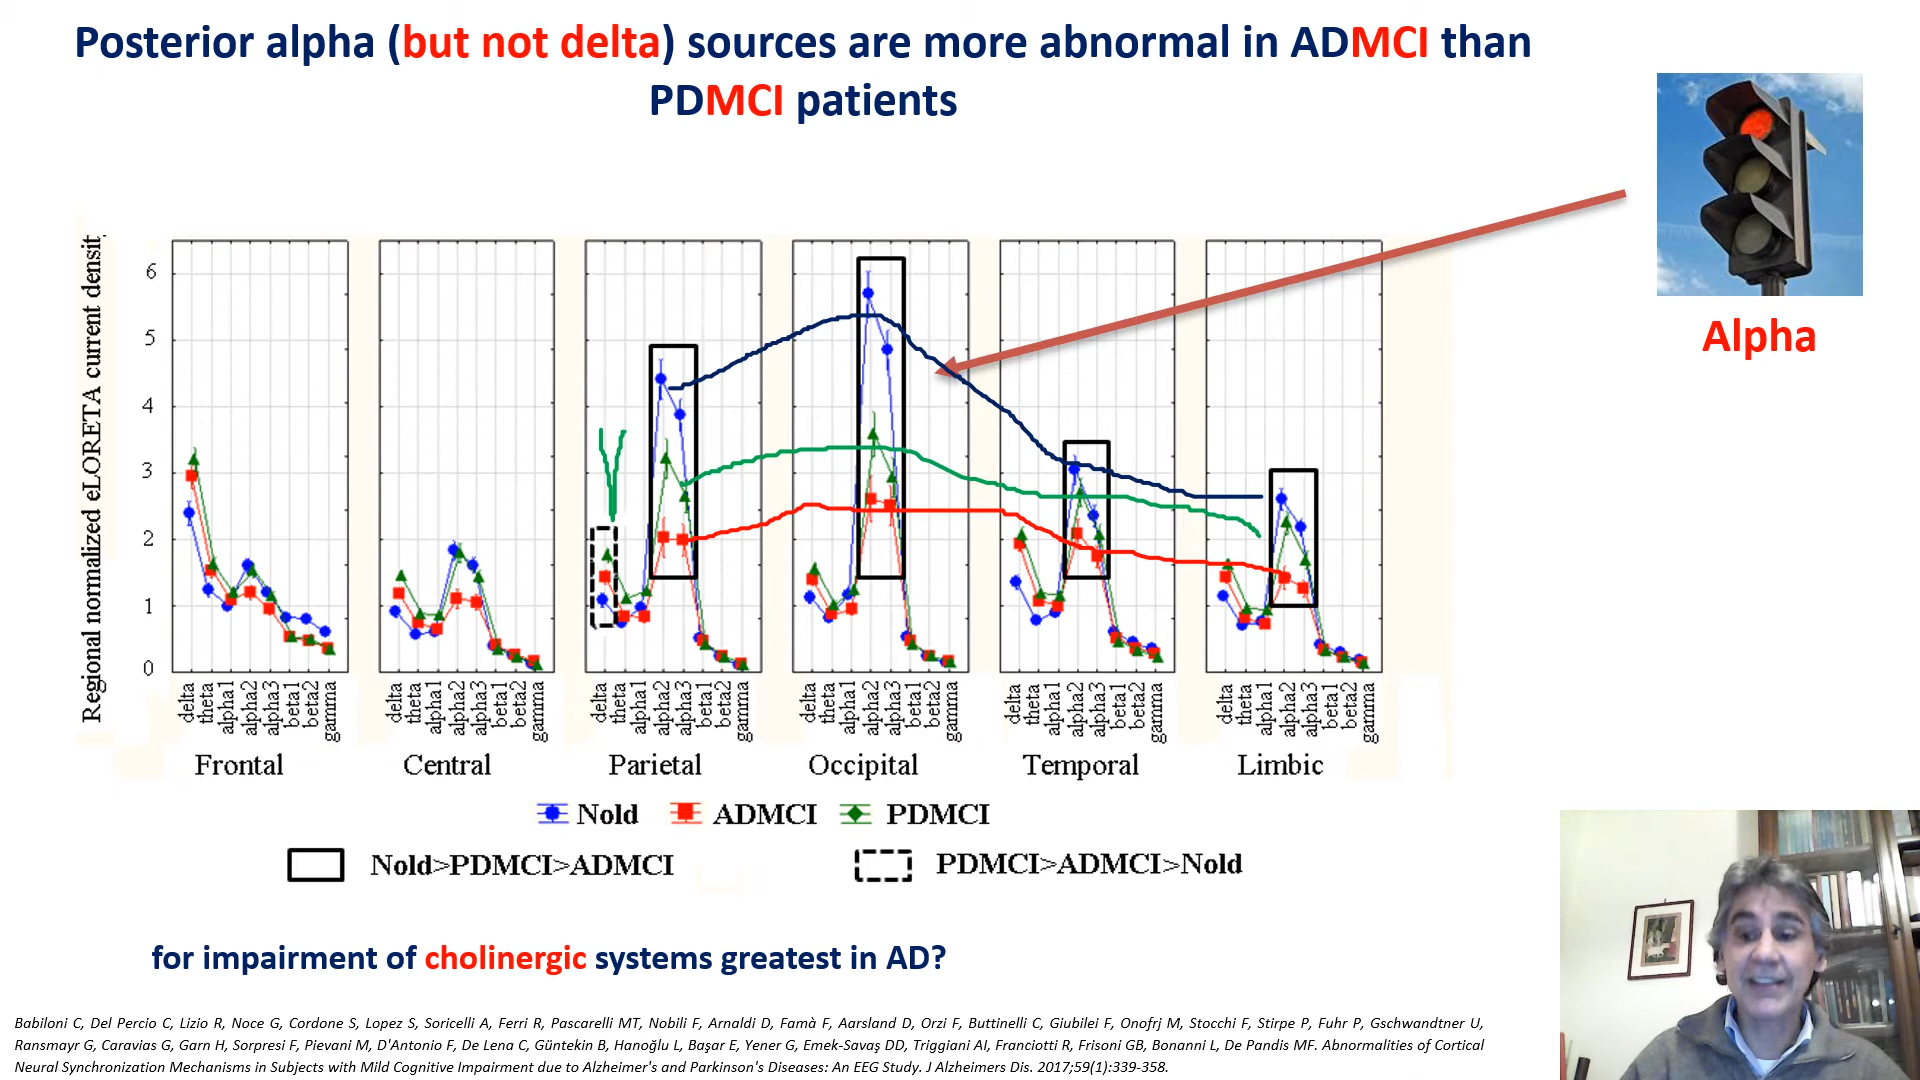 Posterior alpha (but not delta) sources are more abnormal in ADMCI than
PDMCI patients
Alpha
Regional normalized eLORETA current densit
6
5
4
3
2
1
0
delta theta alpha1 alpha2 alpha3 beta1 beta2 gamma
delta theta alpha1 alpha2 alpha3 beta1 beta2 gamma
delta theta alpha1 alpha2 alpha3 beta1 beta2 gamma
delta theta alpha1 alpha2 alpha3 beta1 beta2 gamma
delta theta alpha1 alpha2 alpha3 beta1 beta2 gamma
delta theta alpha1 alpha2 alpha3 beta1 beta2 gamma
Frontal Central Parietal Occipital Temporal Limbic
Nold ADMCI PDMCI
Nold>PDMCI>ADMCI PDMCI>ADMCI>Nold
for impairment of cholinergic systems greatest in AD?
Babiloni C, Del Percio C, Lizio R, Noce G, Cordone S, Lopez S, Soricelli A, Ferri R, Pascarelli MT, Nobili F, Arnaldi D, Famà F, Aarsland D, Orzi F, Buttinelli C, Giubilei F, Onofrj M, Stocchi F, Stirpe P, Fuhr P, Gschwandtner U,
Ransmayr G, Caravias G, Garn H, Sorpresi F, Pievani M, D'Antonio F, De Lena C, Güntekin B, Hanoğlu L, Başar E, Yener G, Emek-Savaş DD, Triggiani AI, Franciotti R, Frisoni GB, Bonanni L, De Pandis MF. Abnormalities of Cortical
Neural Synchronization Mechanisms in Subjects with Mild Cognitive Impairment due to Alzheimer's and Parkinson's Diseases: An EEG Study. J Alzheimers Dis. 2017;59(1):339-358.